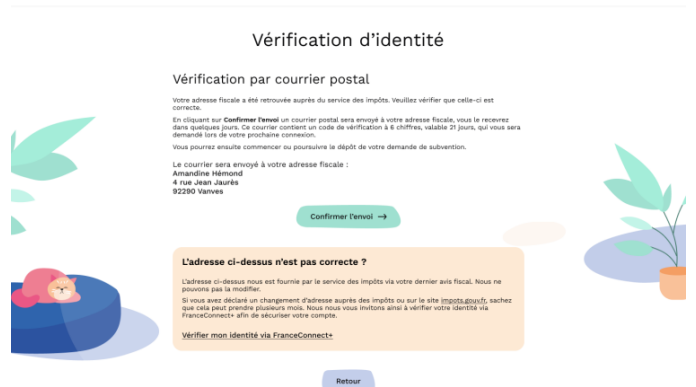 Vérification d'identité
Vérification par courrier postal
Votre adresse fiscale a été retrouvée auprès du service des impôts. Veuillez vérifier que celle-ci est
correcte.
En cliquant sur Confirmer l'envoi un courrier postal sera envoyé à votre adresse fiscale, vous le recevrez
dans quelques jours. Ce courrier contient un code de vérification à 6 chiffres, valable 21 jours, qui vous sera
demandé lors de votre prochaine connexion.
Vous pourrez ensuite commencer ou poursuivre le dépôt de votre demande de subvention.
Le courrier sera envoyé à votre adresse fiscale :
Amandine Hémond
4 rue Jean Jaurès
92290 Vanves
Confirmer l'envoi →
L'adresse ci-dessus n'est pas correcte ?
L'adresse ci-dessus nous est fournie par le service des impôts via votre dernier avis fiscal. Nous ne
pouvons pas la modifier.
Si vous avez déclaré un changement d'adresse auprès des impôts ou sur le site impots.gouv.fr, sachez
que cela peut prendre plusieurs mois. Nous nous vous invitons ainsi à vérifier votre identité via
FranceConnect+ afin de sécuriser votre compte.
Vérifier mon identité via FranceConnect+
Retour